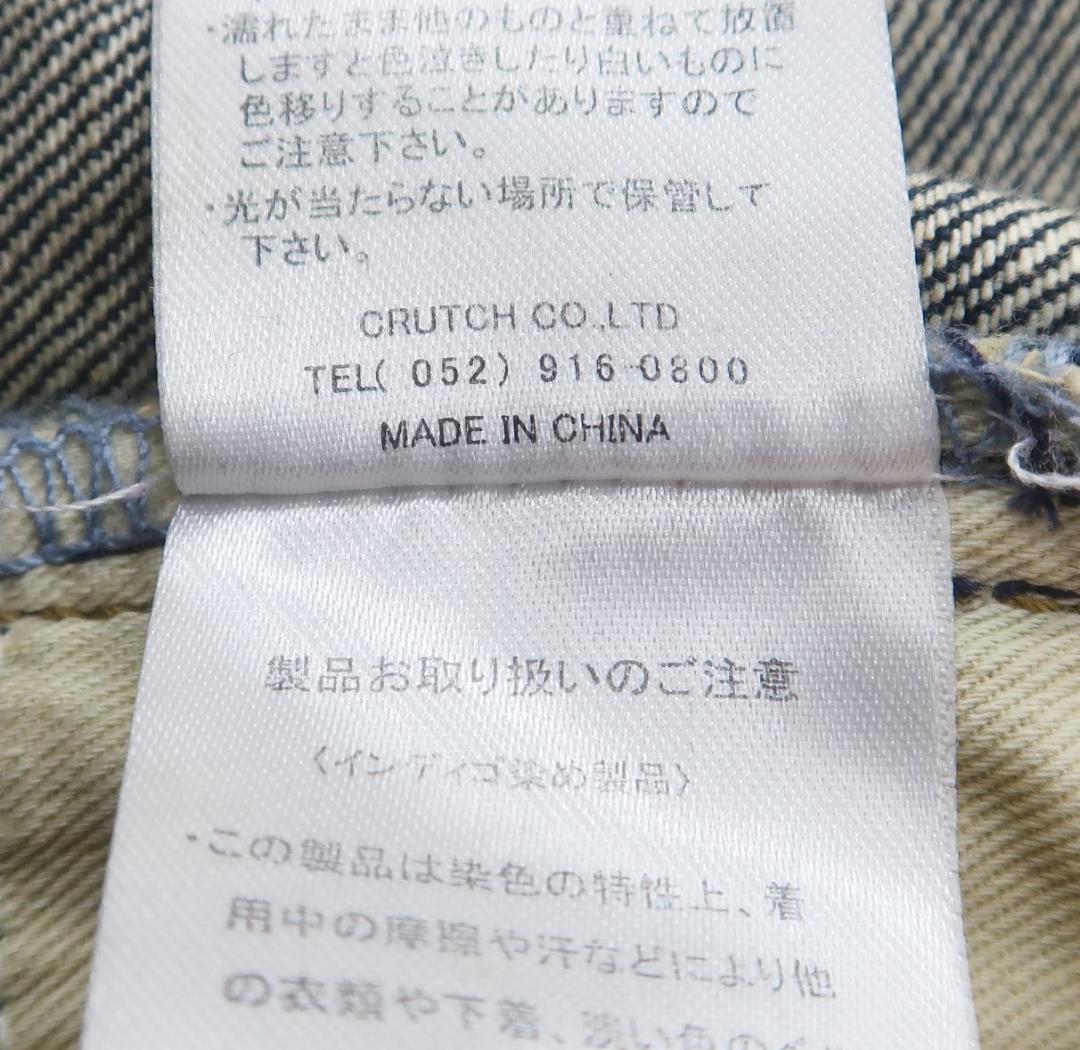 ・濡れたまま他のものと重ねて放置
しますと色泣きしたり白いものに
色移りすることがありますので
ご注意下さい。
・光が当たらない場所で保管して
下さい。
CRUTCH CO.,LTD
TEL( 052) 916-0800
MADE IN CHINA
製品お取り扱いのご注意
〈インディゴ染め製品〉
・この製品は染色の特性上、着
用中の摩擦や汗などにより他
の衣類や下着、淡い色の